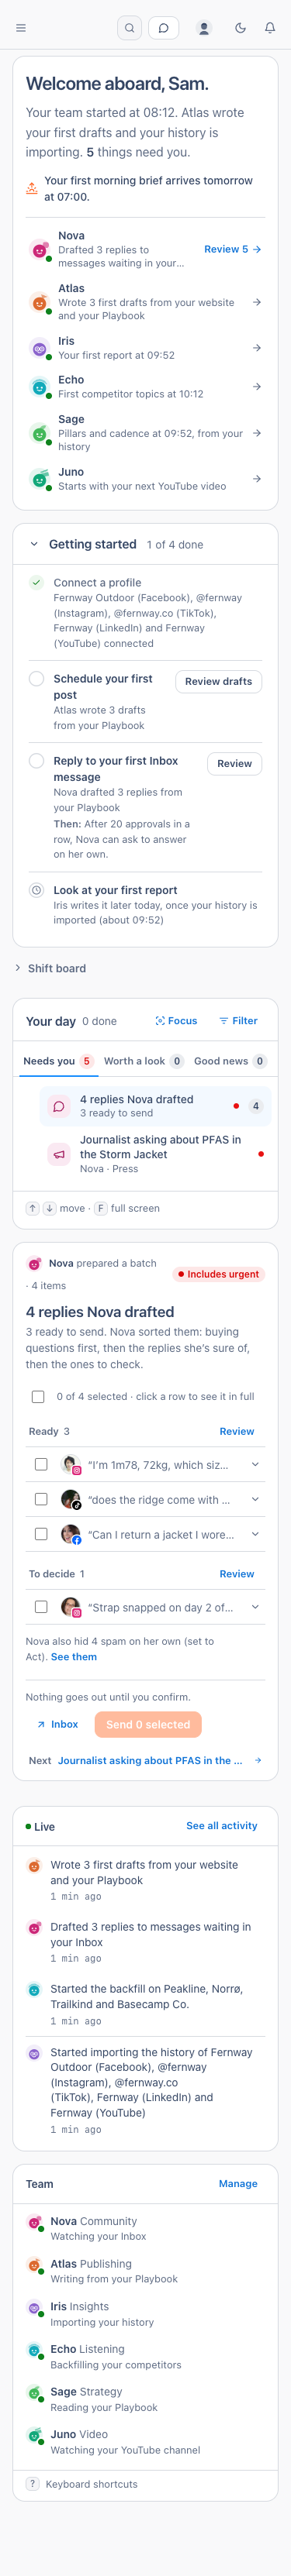 Welcome aboard, Sam.
Your team started at 08:12. Atlas wrote
your first drafts and your history is
importing. 5 things need you.
Your first morning brief arrives tomorrow
at 07:00.
Nova
Drafted 3 replies to
messages waiting in your...
Review 5
Atlas
Wrote 3 first drafts from your website
and your Playbook
Iris
Your first report at 09:52
Echo
First competitor topics at 10:12
Sage
Pillars and cadence at 09:52, from your
history
Juno
Starts with your next YouTube video
Getting started 1 of 4 done
Connect a profile
Fernway Outdoor (Facebook), @fernway
(Instagram), @fernway.co (TikTok),
Fernway (LinkedIn) and Fernway
(YouTube) connected
Schedule your first
post
Atlas wrote 3 drafts
from your Playbook
Review drafts
Reply to your first Inbox
message
Nova drafted 3 replies from
your Playbook
Then: After 20 approvals in a
row, Nova can ask to answer
on her own.
Review
Look at your first report
Iris writes it later today, once your history is
imported (about 09:52)
Shift board
Your day 0 done
Focus
Filter
Needs you 5
Worth a look 0
Good news 0
4 replies Nova drafted
3 ready to send
4
Journalist asking about PFAS in
the Storm Jacket
Nova · Press
↑ ↓ move · F full screen
Nova prepared a batch
· 4 items
Includes urgent
4 replies Nova drafted
3 ready to send. Nova sorted them: buying
questions first, then the replies she's sure of,
then the ones to check.
0 of 4 selected · click a row to see it in full
Ready 3
Review
“I'm 1m78, 72kg, which siz...
“does the ridge come with ...
“Can I return a jacket I wore...
To decide 1
Review
“Strap snapped on day 2 of...
Nova also hid 4 spam on her own (set to
Act). See them
Nothing goes out until you confirm.
Inbox
Send 0 selected
Next Journalist asking about PFAS in the ...
Live
See all activity
Wrote 3 first drafts from your website
and your Playbook
1 min ago
Drafted 3 replies to messages waiting in
your Inbox
1 min ago
Started the backfill on Peakline, Norrø,
Trailkind and Basecamp Co.
1 min ago
Started importing the history of Fernway
Outdoor (Facebook), @fernway
(Instagram), @fernway.co
(TikTok), Fernway (LinkedIn) and
Fernway (YouTube)
1 min ago
Team
Manage
Nova Community
Watching your Inbox
Atlas Publishing
Writing from your Playbook
Iris Insights
Importing your history
Echo Listening
Backfilling your competitors
Sage Strategy
Reading your Playbook
Juno Video
Watching your YouTube channel
? Keyboard shortcuts